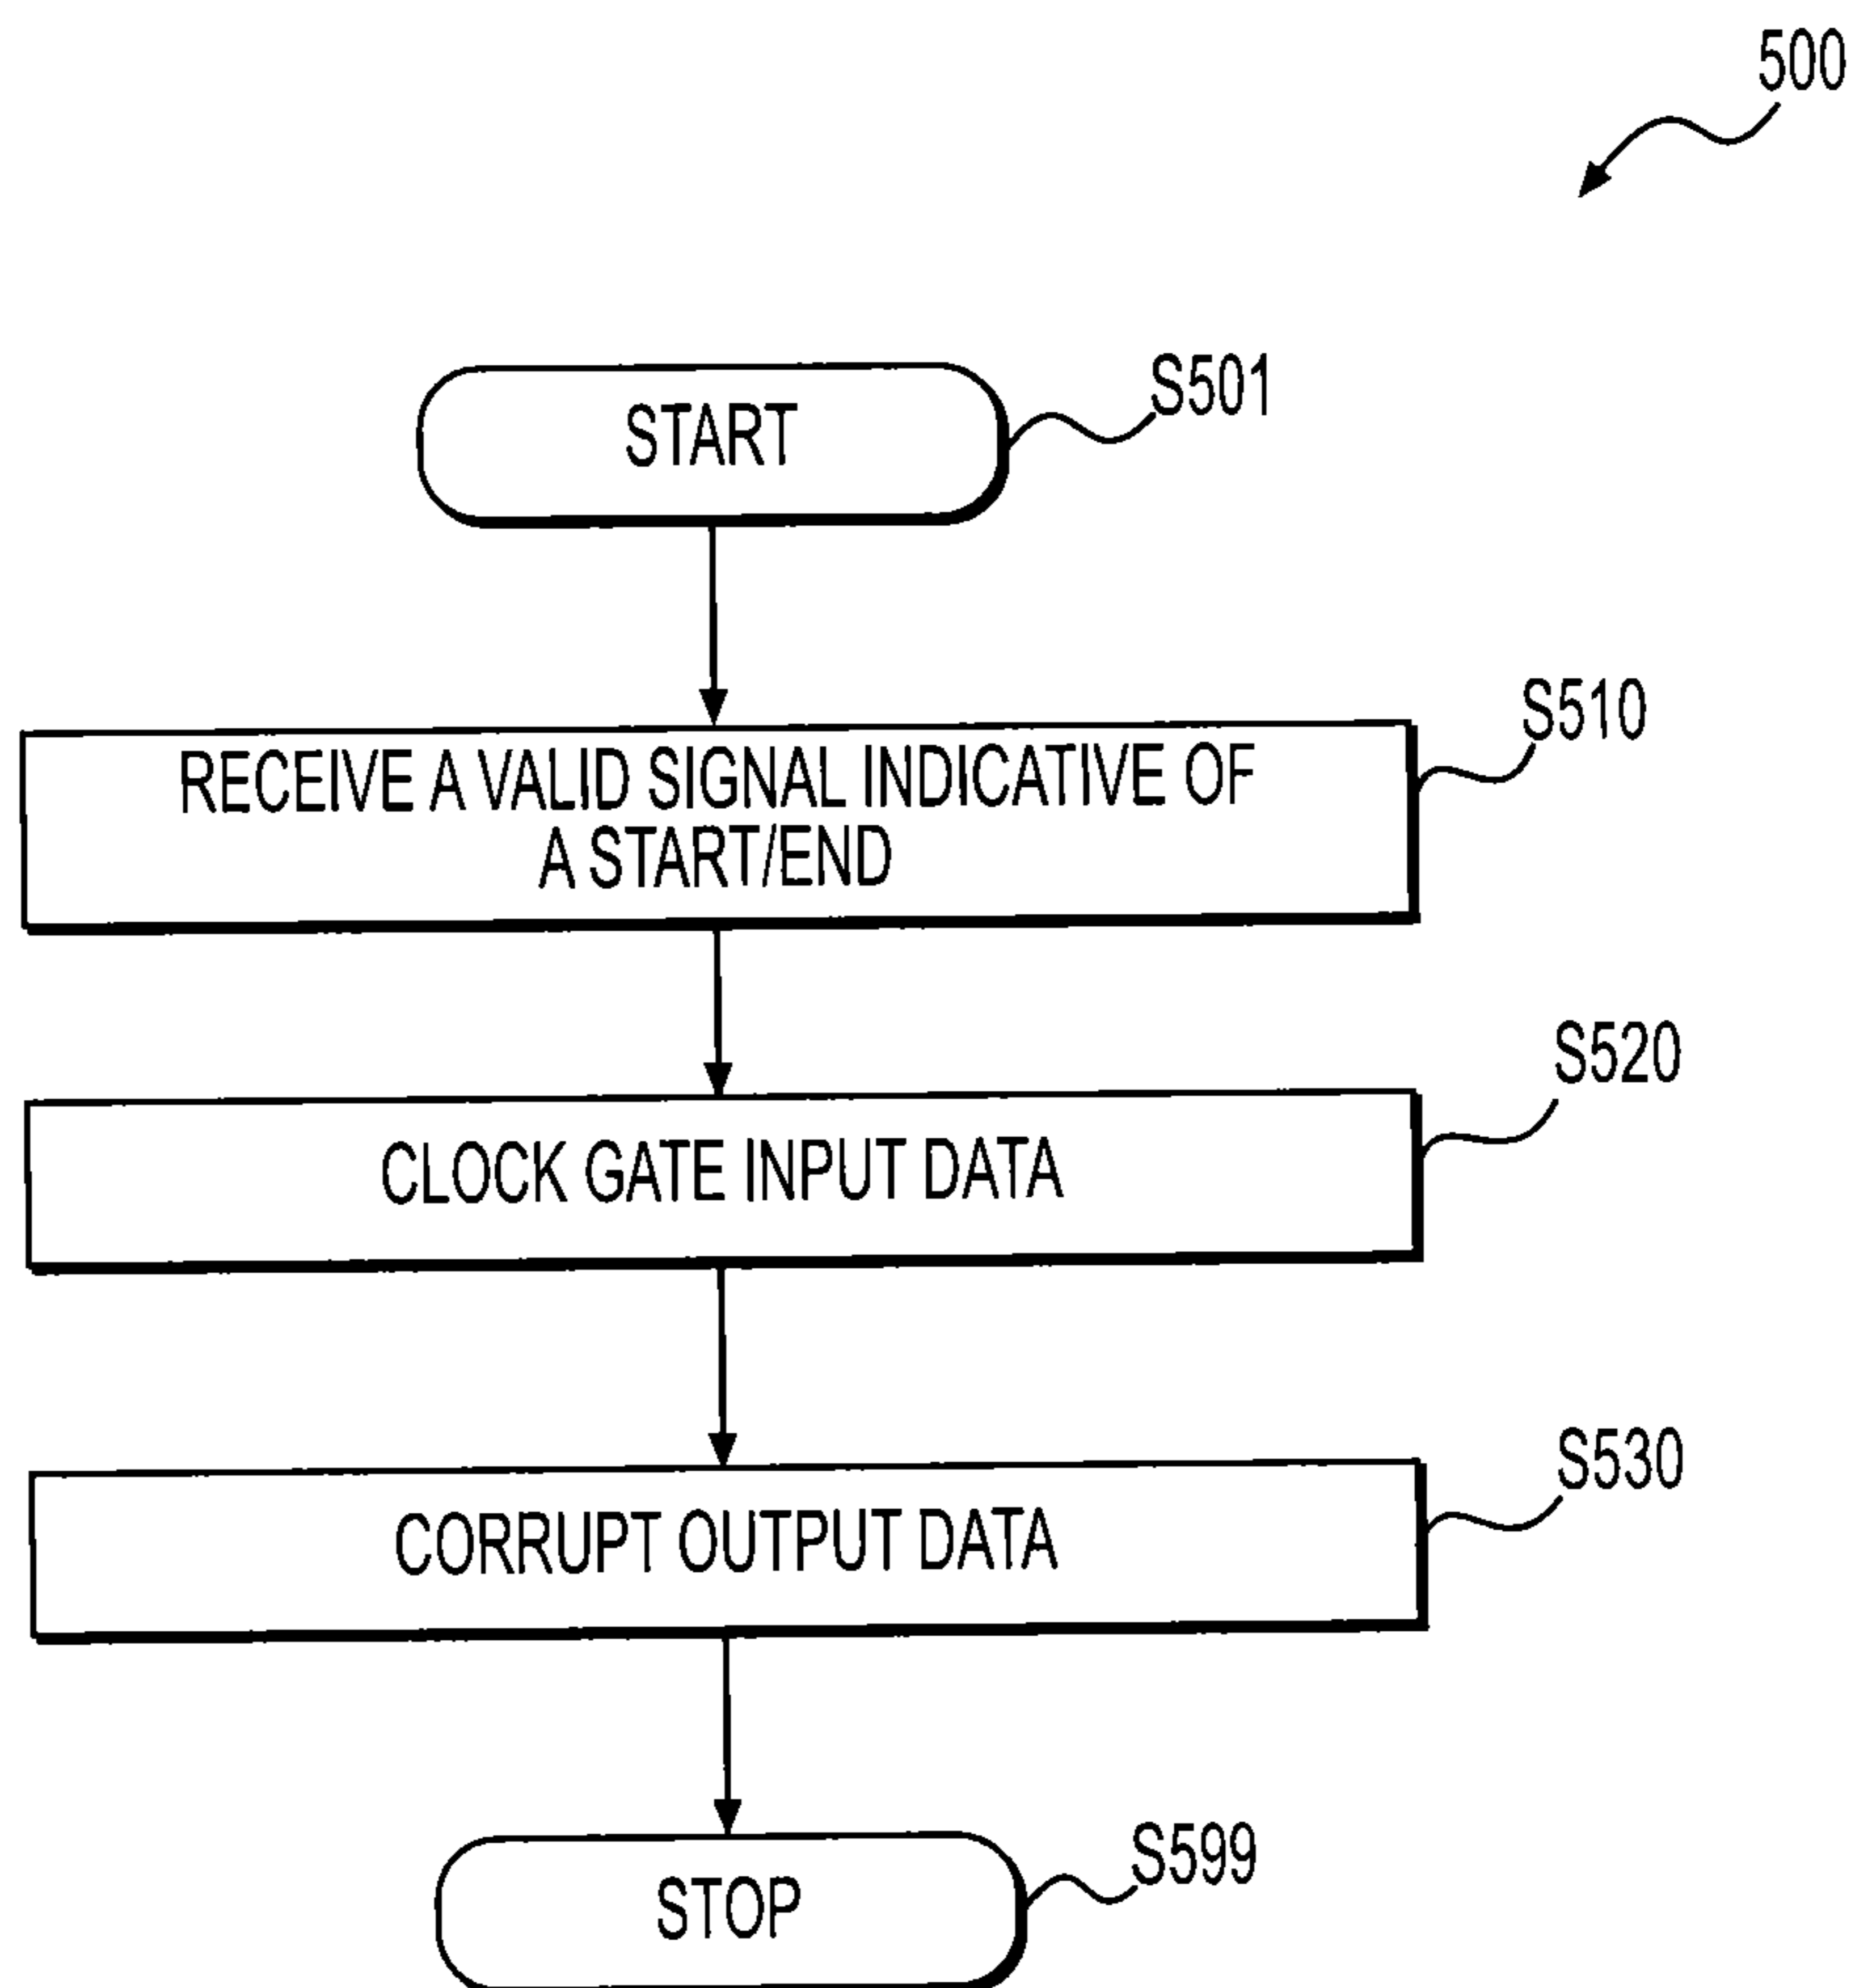 500
START
S501
RECEIVE A VALID SIGNAL INDICATIVE OF
A START/END
S510
CLOCK GATE INPUT DATA
S520
CORRUPT OUTPUT DATA
S530
STOP
S599